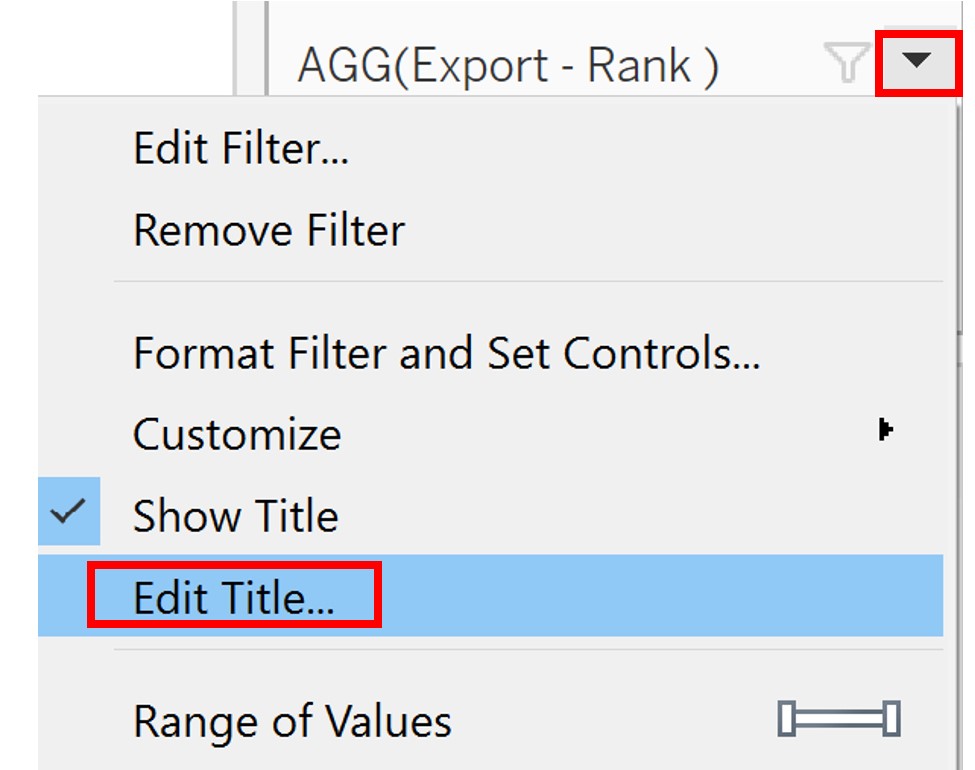 AGG(Export - Rank )
Edit Filter...
Remove Filter
Format Filter and Set Controls...
Customize
Show Title
Edit Title...
Range of Values